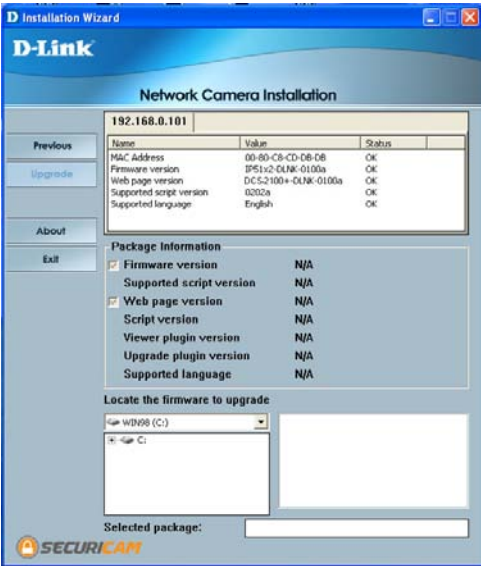 D Installation Wizard
D-Link
Network Camera Installation
192.168.0.101
Previous
Upgrade
About
Exit
Name Value Status
MAC Address 00-80-C8-CD-DB-DB OK
Firmware version IP51x2-DLNK-0100a OK
Web page version DCS-2100+-DLNK-0100a OK
Supported script version 0202a OK
Supported language English OK
Package Information
Firmware version N/A
Supported script version N/A
Web page version N/A
Script version N/A
Viewer plugin version N/A
Upgrade plugin version N/A
Supported language N/A
Locate the firmware to upgrade
WIN98 (C:)
C:
Selected package:
SECURICAM